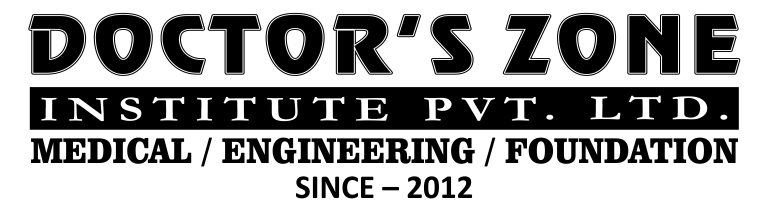 DOCTOR'S ZONE
INSTITUTE PVT. LTD.
MEDICAL / ENGINEERING / FOUNDATION
SINCE – 2012